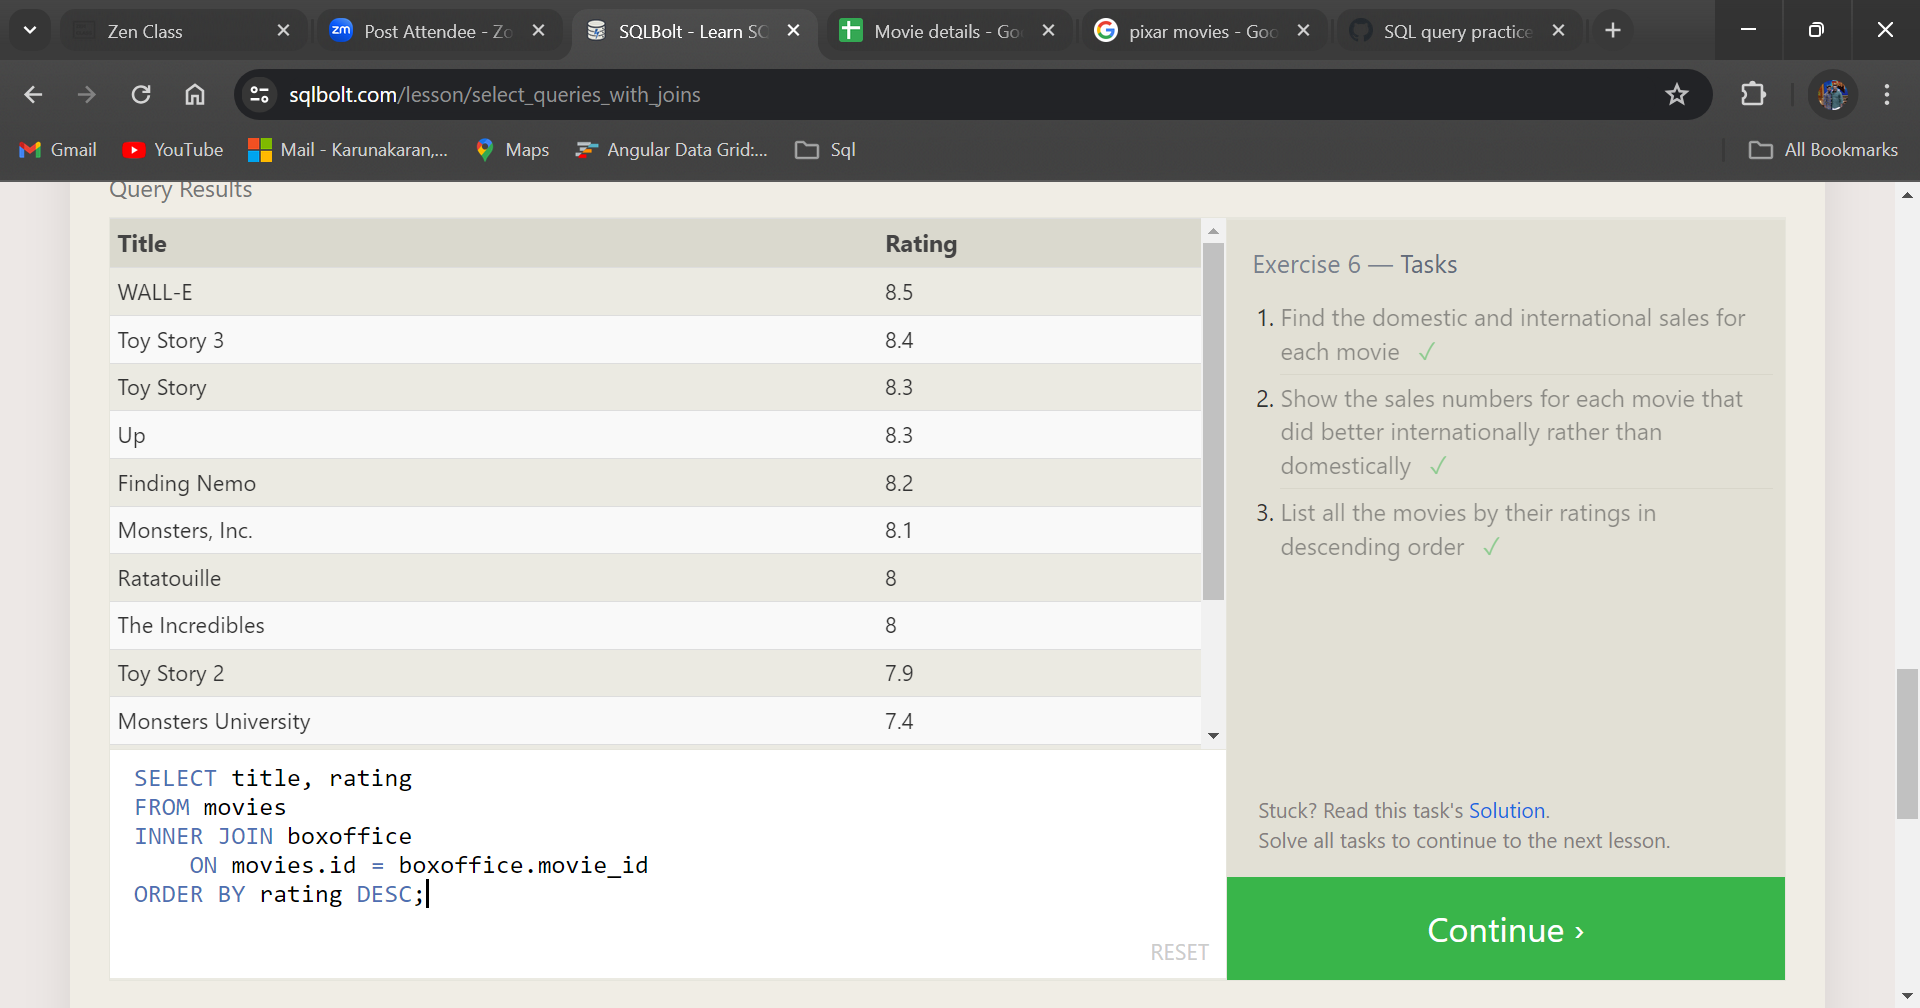 Zen Class
zm Post Attendee - Zo
SQLBolt - Learn SQ
Movie details - Goo
pixar movies - Goo
SQL query practice
sqlbolt.com/lesson/select_queries_with_joins
Gmail
YouTube
Mail - Karunakaran,...
Maps
Angular Data Grid:...
Sql
All Bookmarks
Query Results
Title Rating
WALL-E 8.5
Toy Story 3 8.4
Toy Story 8.3
Up 8.3
Finding Nemo 8.2
Monsters, Inc. 8.1
Ratatouille 8
The Incredibles 8
Toy Story 2 7.9
Monsters University 7.4
SELECT title, rating
FROM movies
INNER JOIN boxoffice
ON movies.id = boxoffice.movie_id
ORDER BY rating DESC;
RESET
Exercise 6 — Tasks
1. Find the domestic and international sales for
each movie ✓
2. Show the sales numbers for each movie that
did better internationally rather than
domestically ✓
3. List all the movies by their ratings in
descending order ✓
Stuck? Read this task's Solution.
Solve all tasks to continue to the next lesson.
Continue ›